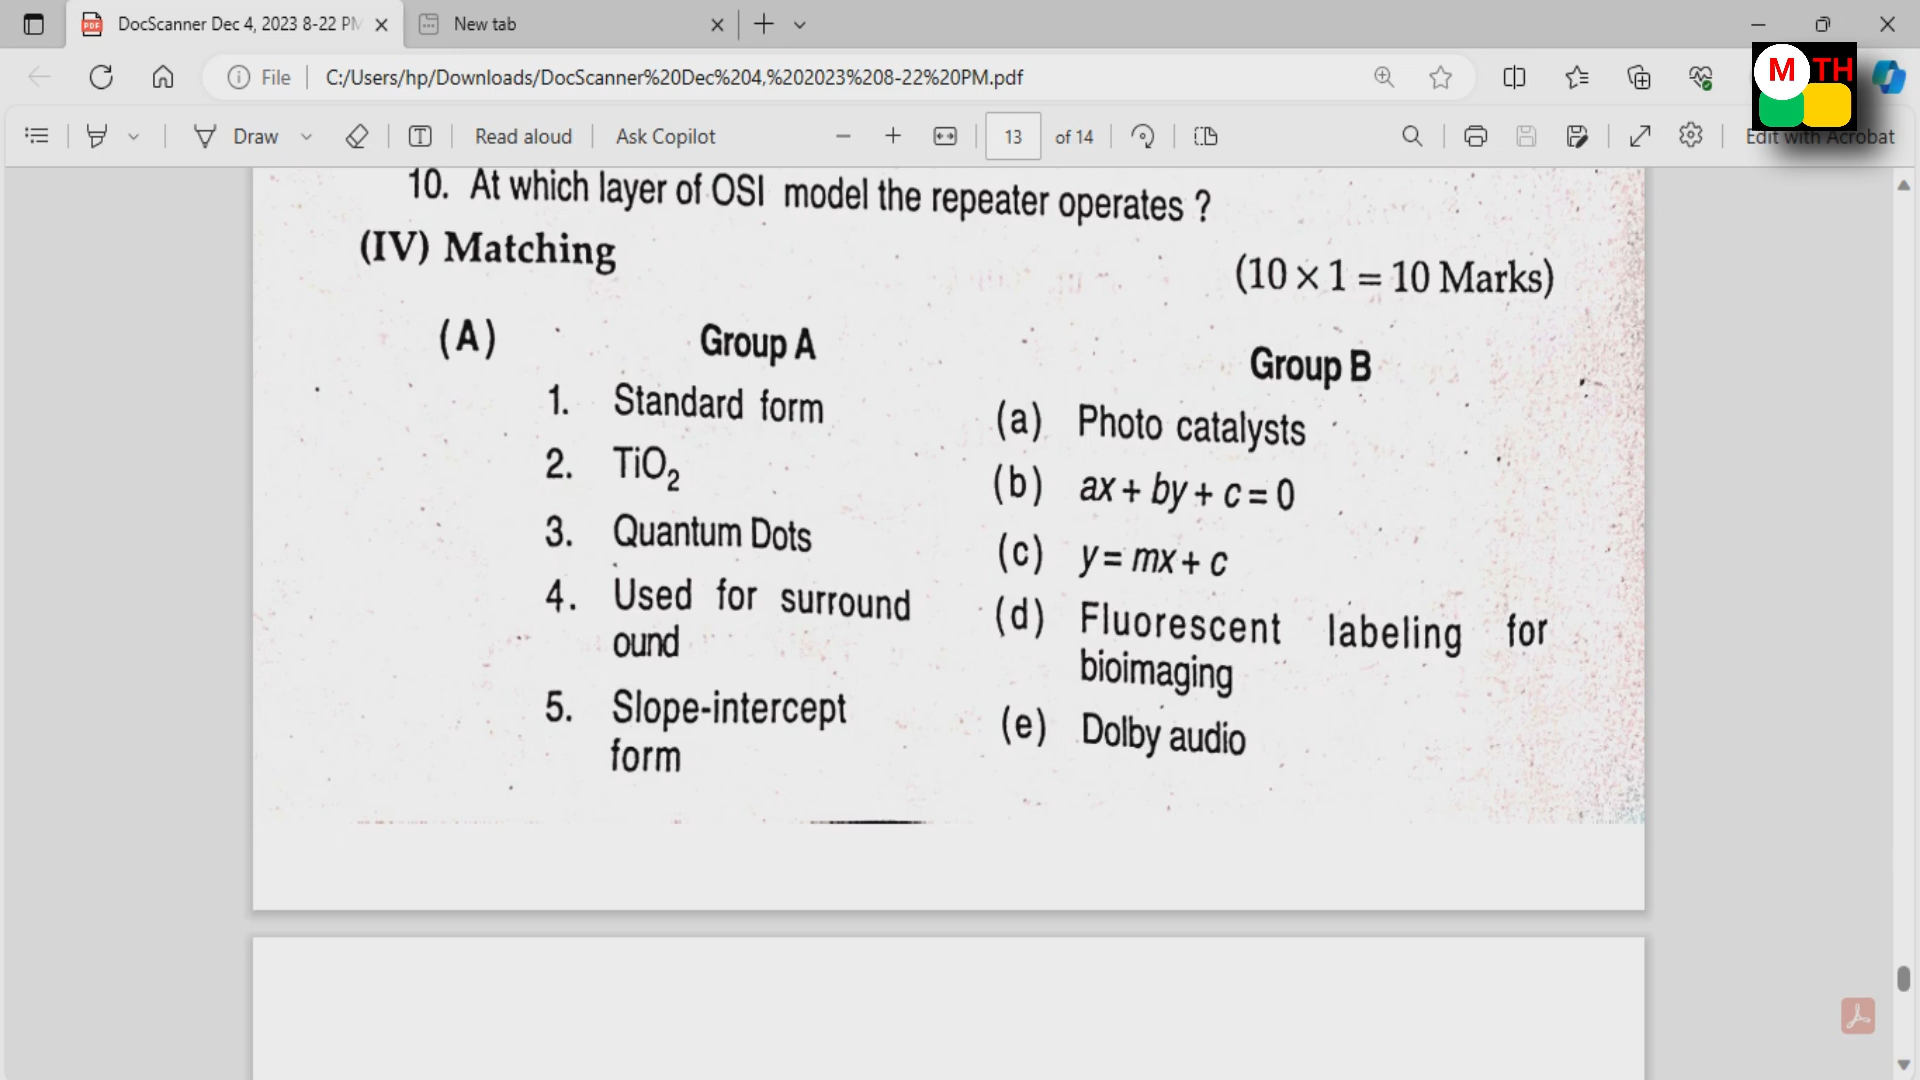 DocScanner Dec 4, 2023 8-22 PM
New tab
File
C:/Users/hp/Downloads/DocScanner%20Dec%204,%202023%208-22%20PM.pdf
M TH
Draw
Read aloud
Ask Copilot
13 of 14
Edit with Acrobat
10. At which layer of OSI model the repeater operates ?
(IV) Matching
(10 × 1 = 10 Marks)
(A) Group A Group B
1. Standard form (a) Photo catalysts
2. TiO₂ (b) ax + by + c = 0
3. Quantum Dots (c) y = mx + c
4. Used for surround (d) Fluorescent labeling for
ound bioimaging
5. Slope-intercept (e) Dolby audio
form